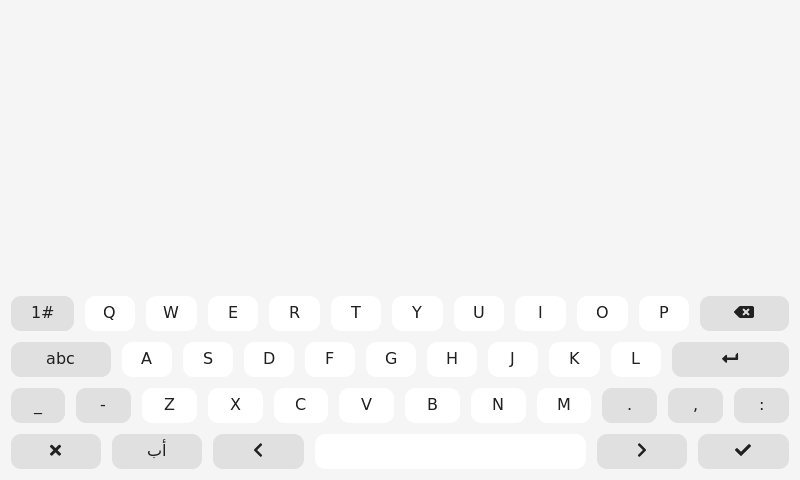 1# Q W E R T Y U I O P
abc A S D F G H J K L
_ - Z X C V B N M . , :
أب